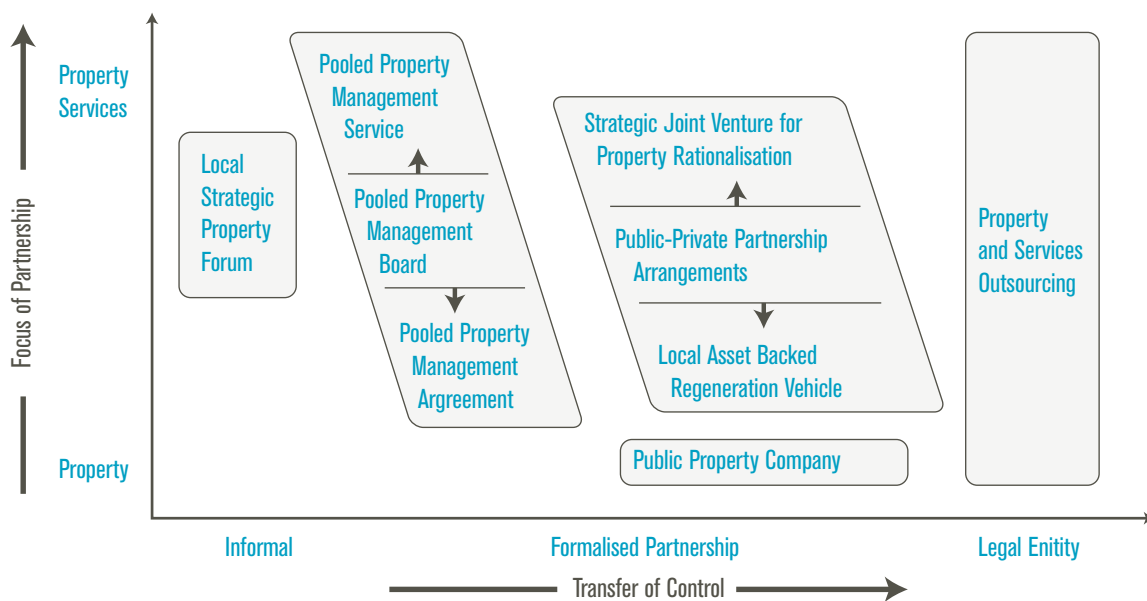 Focus of Partnership
Property
Services
Property
Local
Strategic
Property
Forum
Pooled Property
Management
Service
Pooled Property
Management
Board
Pooled Property
Management
Argreement
Strategic Joint Venture for
Property Rationalisation
Public-Private Partnership
Arrangements
Local Asset Backed
Regeneration Vehicle
Public Property Company
Property
and Services
Outsourcing
Informal
Formalised Partnership
Legal Enitity
Transfer of Control